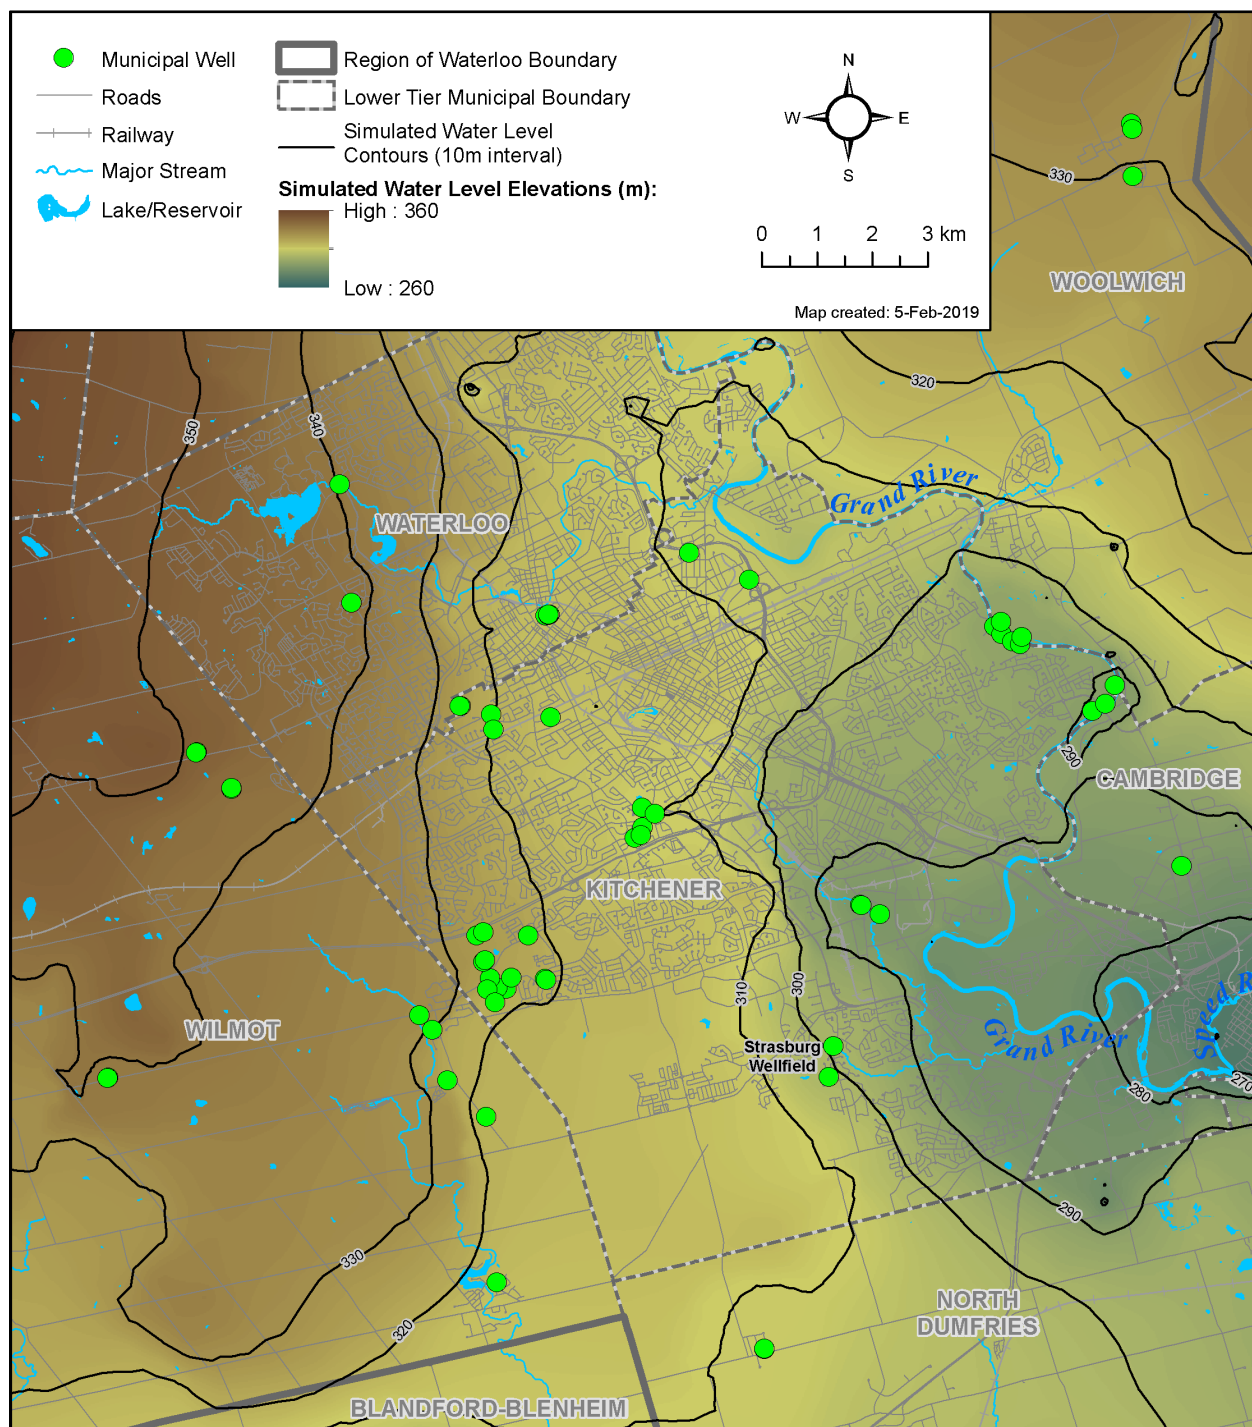 Municipal Well
Roads
Railway
Major Stream
Lake/Reservoir
Region of Waterloo Boundary
Lower Tier Municipal Boundary
Simulated Water Level
Contours (10m interval)
Simulated Water Level Elevations (m):
High : 360
Low : 260
N
W
E
S
0
1
2
3 km
Map created: 5-Feb-2019
330
WOOLWICH
320
350
340
Grand River
WATERLOO
290
CAMBRIDGE
KITCHENER
310
300
WILMOT
Strasburg
Wellfield
Grand River
Speed R
280
270
290
330
320
NORTH
DUMFRIES
BLANDFORD-BLENHEIM